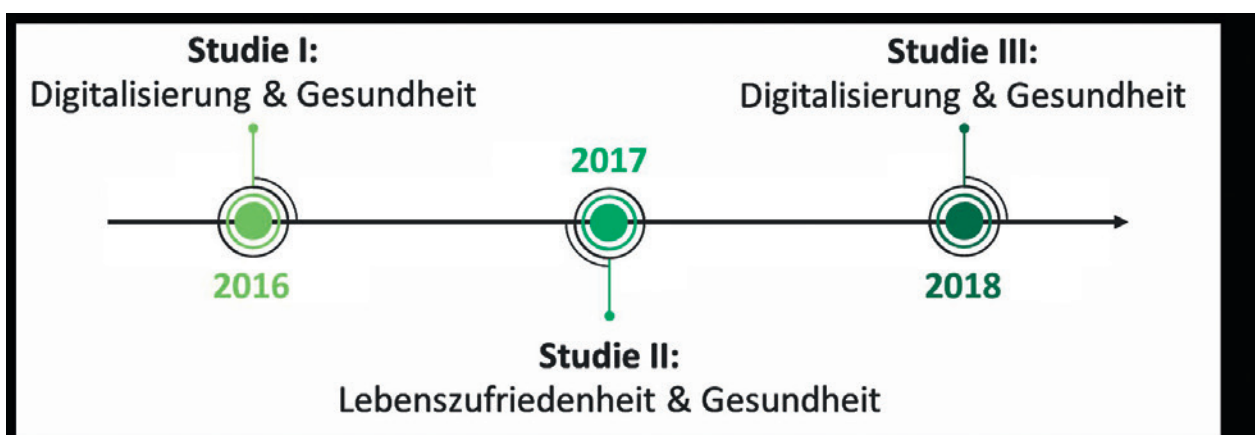 Studie I:
Digitalisierung & Gesundheit
2016
2017
Studie II:
Lebenszufriedenheit & Gesundheit
Studie III:
Digitalisierung & Gesundheit
2018